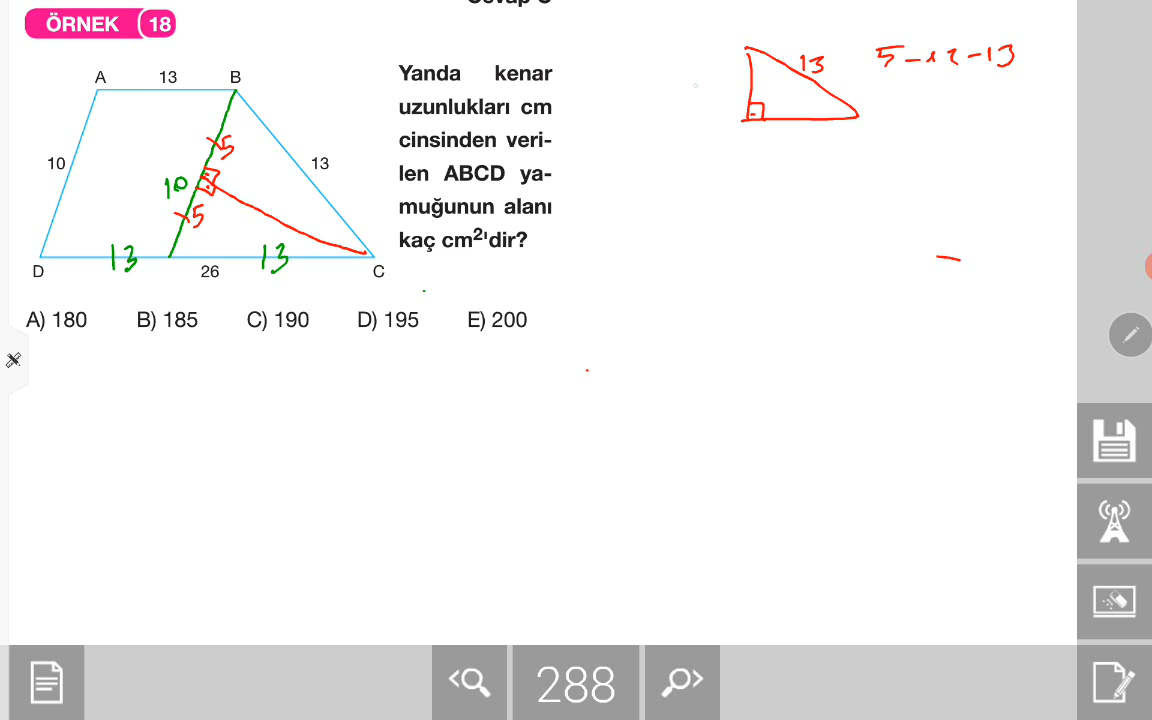 ÖRNEK 18
A 13 B
10
13
D 26 C
5
10
5
13
13
Yanda kenar
uzunlukları cm
cinsinden veri-
len ABCD ya-
muğunun alanı
kaç cm²'dir?
A) 180 B) 185 C) 190 D) 195 E) 200
13
5-12-13
288